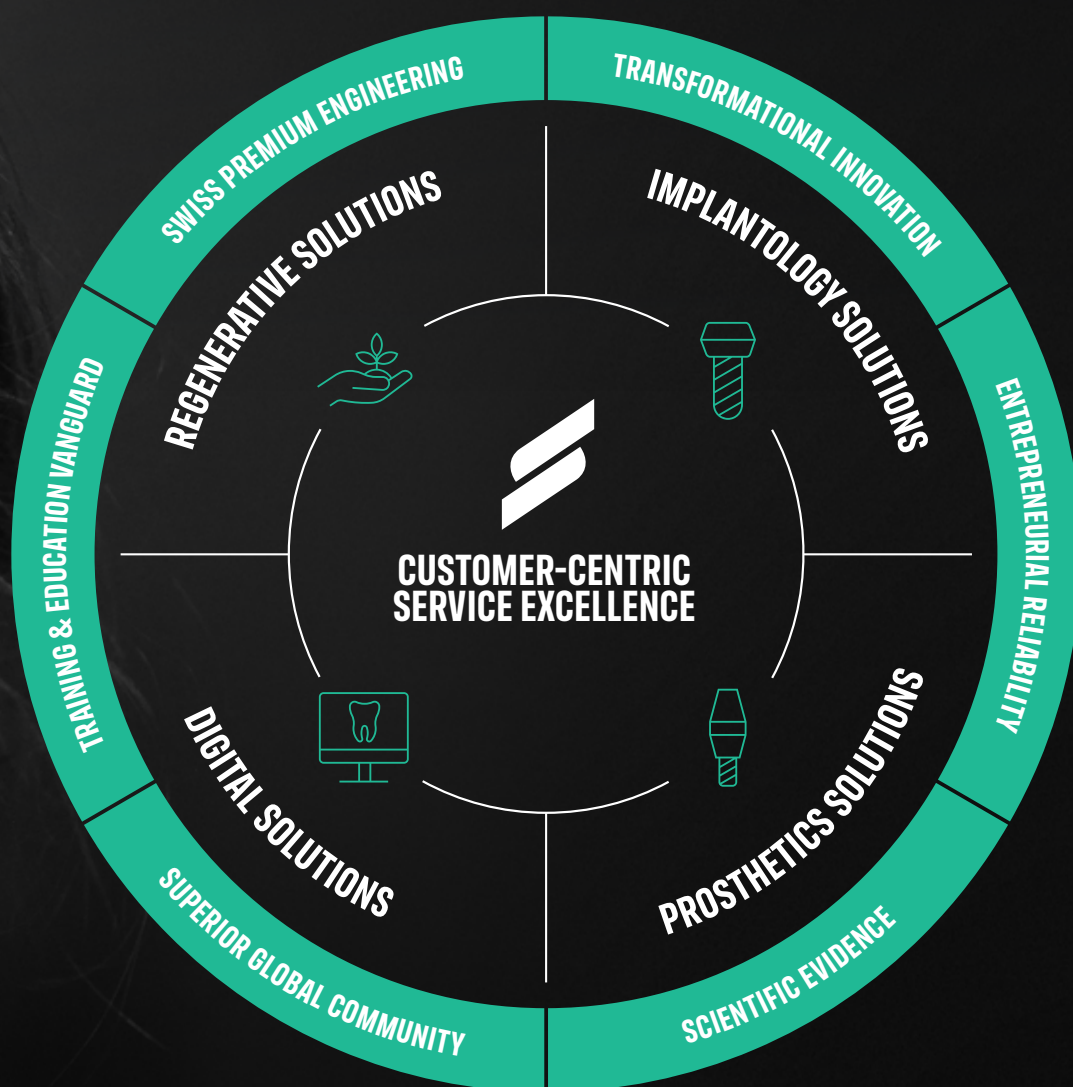 SWISS PREMIUM ENGINEERING
TRANSFORMATIONAL INNOVATION
ENTREPRENEURIAL RELIABILITY
SCIENTIFIC EVIDENCE
SUPERIOR GLOBAL COMMUNITY
TRAINING & EDUCATION VANGUARD
REGENERATIVE SOLUTIONS
IMPLANTOLOGY SOLUTIONS
PROSTHETICS SOLUTIONS
DIGITAL SOLUTIONS
CUSTOMER-CENTRIC
SERVICE EXCELLENCE